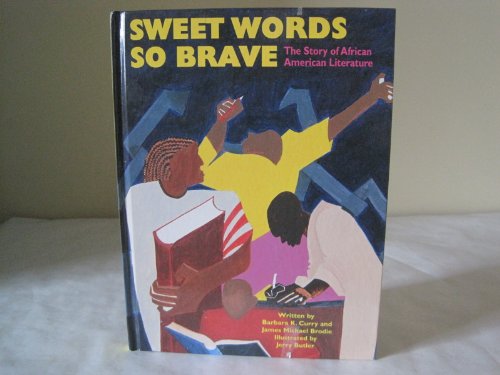 SWEET WORDS
SO BRAVE
The Story of African
American Literature
Written by
Barbara K. Curry and
James Michael Brodie
Illustrated by
Jerry Butler